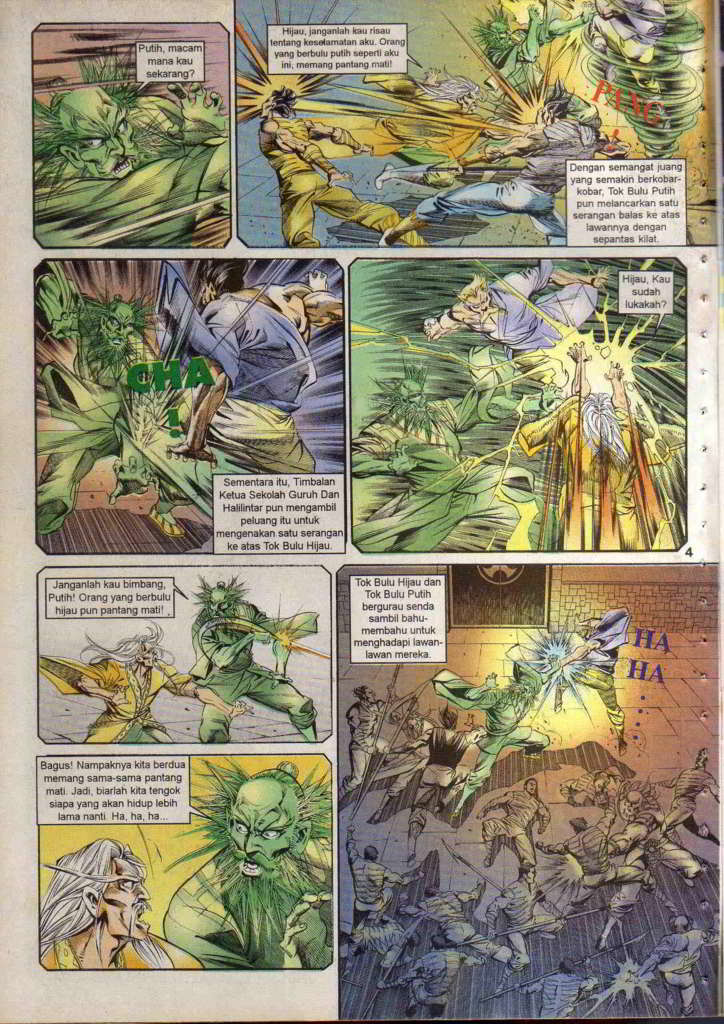 Putih, macam
mana kau
sekarang?
Hijau, janganlah kau risau
tentang keselamatan aku. Orang
yang berbulu putih seperti aku
ini, memang pantang mati!
PANG
!
Dengan semangat juang
yang semakin berkobar-
kobar, Tok Bulu Putih
pun melancarkan satu
serangan balas ke atas
lawannya dengan
sepantas kilat.
CHA
!
Sementara itu, Timbalan
Ketua Sekolah Guruh Dan
Halilintar pun mengambil
peluang itu untuk
mengenakan satu serangan
ke atas Tok Bulu Hijau.
Hijau, Kau
sudah
lukakah?
4
Janganlah kau bimbang,
Putih! Orang yang berbulu
hijau pun pantang mati!
Tok Bulu Hijau dan
Tok Bulu Putih
bergurau senda
sambil bahu-
membahu untuk
menghadapi lawan-
lawan mereka.
HA
HA
.....
Bagus! Nampaknya kita berdua
memang sama-sama pantang
mati. Jadi, biarlah kita tengok
siapa yang akan hidup lebih
lama nanti. Ha, ha, ha...